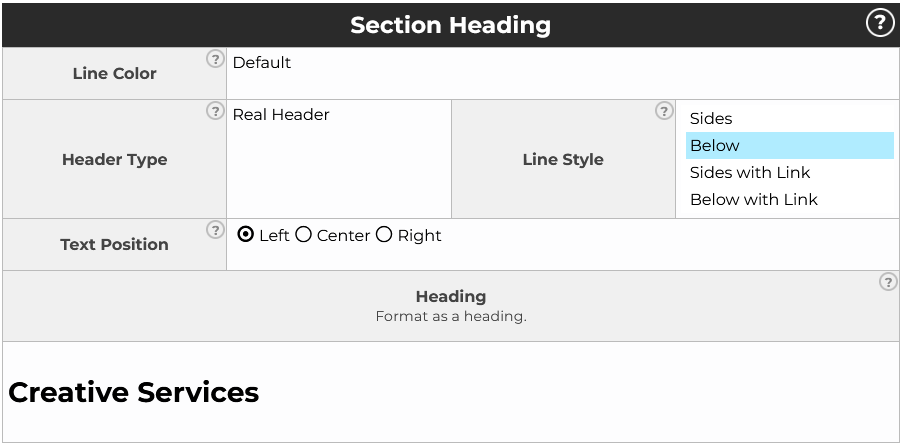 Section Heading ?
Line Color ? Default
Header Type ? Real Header Line Style ? Sides
Below
Sides with Link
Below with Link
Text Position ? Left Center Right
Heading ?
Format as a heading.
Creative Services